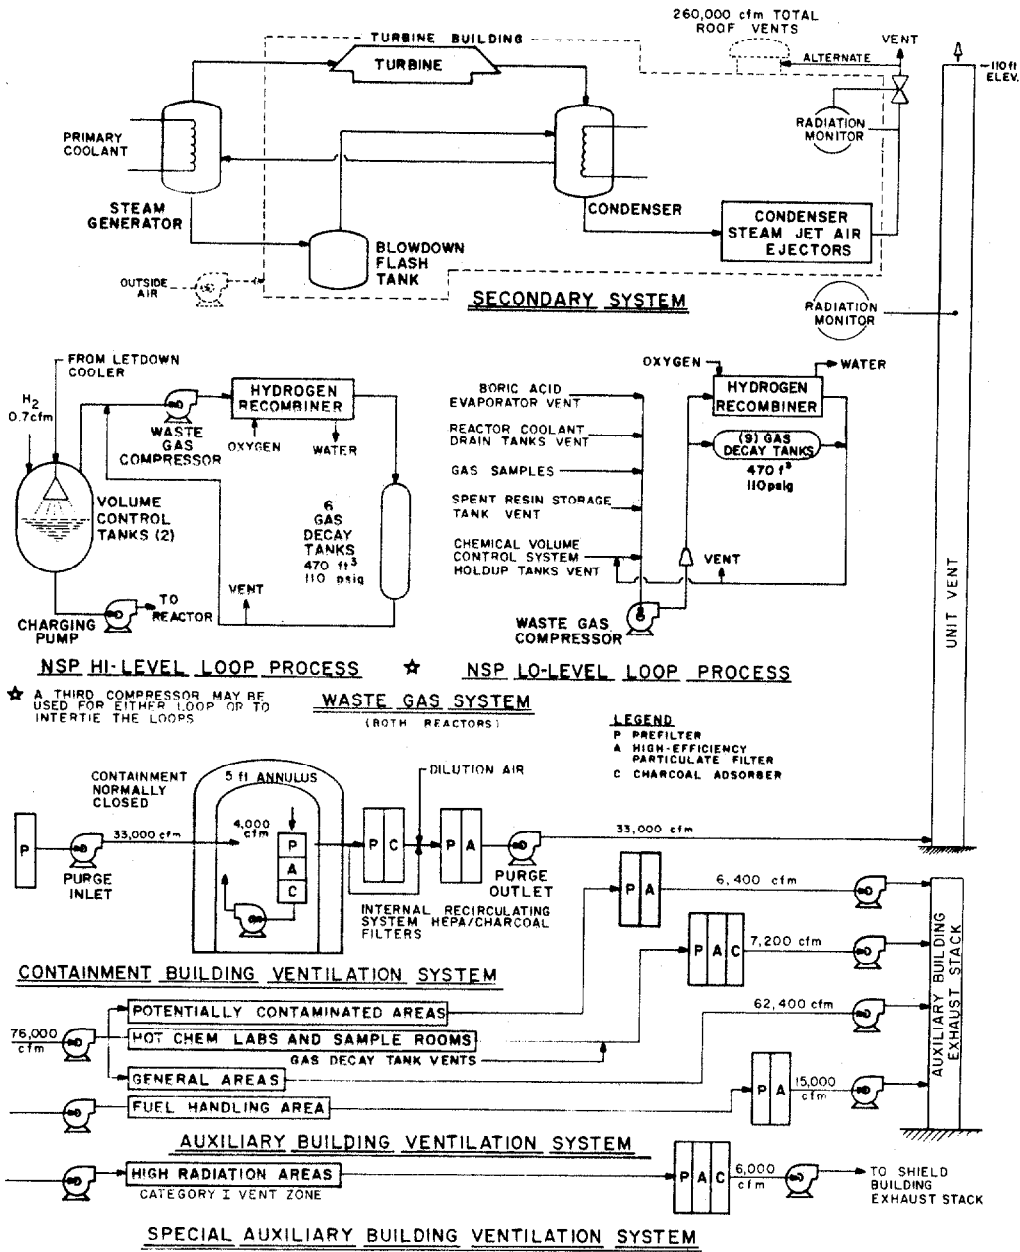 260,000 cfm TOTAL
ROOF VENTS
VENT
ALTERNATE
110 ft
ELEV.
TURBINE BUILDING
TURBINE
PRIMARY
COOLANT
RADIATION
MONITOR
STEAM
GENERATOR
CONDENSER
CONDENSER
STEAM JET AIR
EJECTORS
BLOWDOWN
FLASH
TANK
OUTSIDE
AIR
SECONDARY SYSTEM
RADIATION
MONITOR
FROM LETDOWN
COOLER
H2
0.7cfm
HYDROGEN
RECOMBINER
WASTE
GAS
COMPRESSOR
OXYGEN
WATER
VOLUME
CONTROL
TANKS (2)
6
GAS
DECAY
TANKS
470 ft3
110 psig
VENT
TO
REACTOR
CHARGING
PUMP
NSP HI-LEVEL LOOP PROCESS
OXYGEN
WATER
HYDROGEN
RECOMBINER
BORIC ACID
EVAPORATOR VENT
REACTOR COOLANT
DRAIN TANKS VENT
(9) GAS
DECAY TANKS
470 f3
110psig
GAS SAMPLES
SPENT RESIN STORAGE
TANK VENT
CHEMICAL VOLUME
CONTROL SYSTEM
HOLDUP TANKS VENT
VENT
WASTE GAS
COMPRESSOR
☆ NSP LO-LEVEL LOOP PROCESS
UNIT VENT
☆ A THIRD COMPRESSOR MAY BE
USED FOR EITHER LOOP OR TO
INTERTIE THE LOOPS
WASTE GAS SYSTEM
(BOTH REACTORS)
LEGEND
P PREFILTER
A HIGH-EFFICIENCY
PARTICULATE FILTER
C CHARCOAL ADSORBER
CONTAINMENT
NORMALLY
CLOSED
5 ft ANNULUS
DILUTION AIR
P
33,000 cfm
4,000
cfm
P
A
C
P C
P A
33,000 cfm
PURGE
INLET
PURGE
OUTLET
INTERNAL RECIRCULATING
SYSTEM HEPA/CHARCOAL
FILTERS
P A
6,400 cfm
CONTAINMENT BUILDING VENTILATION SYSTEM
P A C
7,200 cfm
76,000
cfm
POTENTIALLY CONTAMINATED AREAS
62,400 cfm
HOT CHEM LABS AND SAMPLE ROOMS
GAS DECAY TANK VENTS
GENERAL AREAS
FUEL HANDLING AREA
P A
15,000
cfm
AUXILIARY BUILDING
EXHAUST STACK
AUXILIARY BUILDING VENTILATION SYSTEM
HIGH RADIATION AREAS
CATEGORY I VENT ZONE
P A C
6,000
cfm
TO SHIELD
BUILDING
EXHAUST STACK
SPECIAL AUXILIARY BUILDING VENTILATION SYSTEM